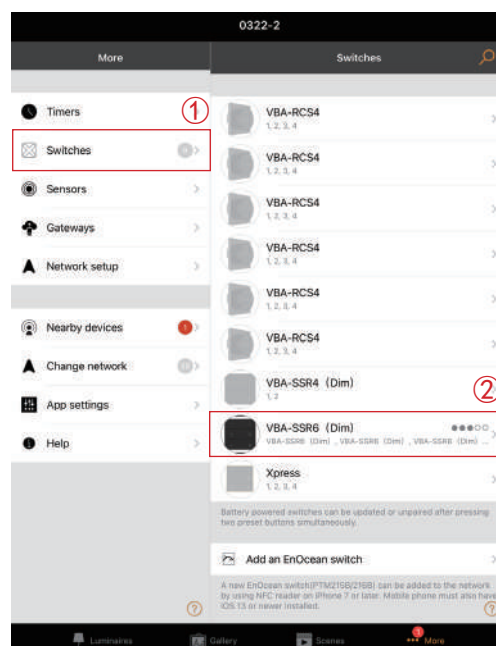 0322-2
More
Switches
Timers
①
Switches
Sensors
Gateways
Network setup
Nearby devices
1
Change network
App settings
Help
VBA-RCS4
1, 2, 3, 4
VBA-RCS4
1, 2, 3, 4
VBA-RCS4
1, 2, 3, 4
VBA-RCS4
1, 2, 3, 4
VBA-RCS4
1, 2, 3, 4
VBA-RCS4
1, 2, 3, 4
VBA-SSR4 (Dim)
1, 2
②
VBA-SSR6 (Dim)
VBA-SSR6 (Dim) , VBA-SSR6 (Dim) , VBA-SSR6 (Dim) ...
Xpress
1, 2, 3, 4
Battery powered switches can be updated or unpaired after pressing
two preset buttons simultaneously.
Add an EnOcean switch
A new EnOcean switch(PTM215B/216B) can be added to the network
by using NFC reader on iPhone 7 or later. Mobile phone must also have
iOS 13 or newer installed.
?
?
Luminaires
Gallery
Scenes
1
More